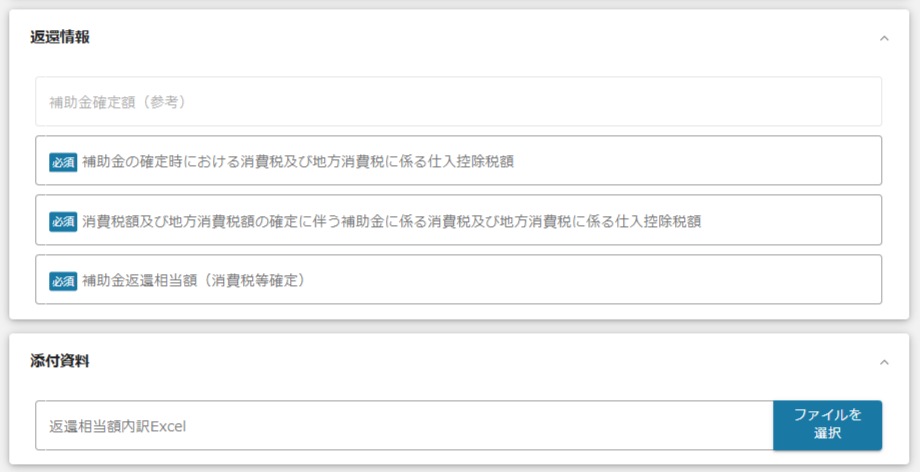 返還情報
補助金確定額（参考）
必須 補助金の確定時における消費税及び地方消費税に係る仕入控除税額
必須 消費税額及び地方消費税額の確定に伴う補助金に係る消費税及び地方消費税に係る仕入控除税額
必須 補助金返還相当額（消費税等確定）
添付資料
返還相当額内訳Excel
ファイルを
選択